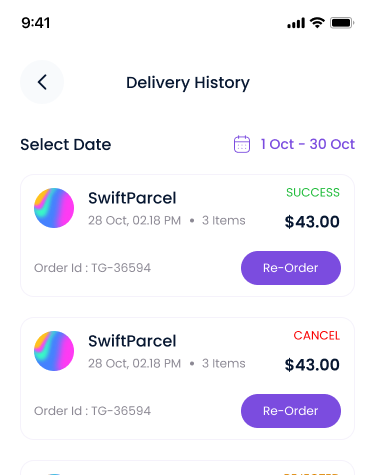 9:41
Delivery History
Select Date
1 Oct - 30 Oct
SwiftParcel
SUCCESS
28 Oct, 02.18 PM • 3 Items
$43.00
Order Id : TG-36594
Re-Order
SwiftParcel
CANCEL
28 Oct, 02.18 PM • 3 Items
$43.00
Order Id : TG-36594
Re-Order